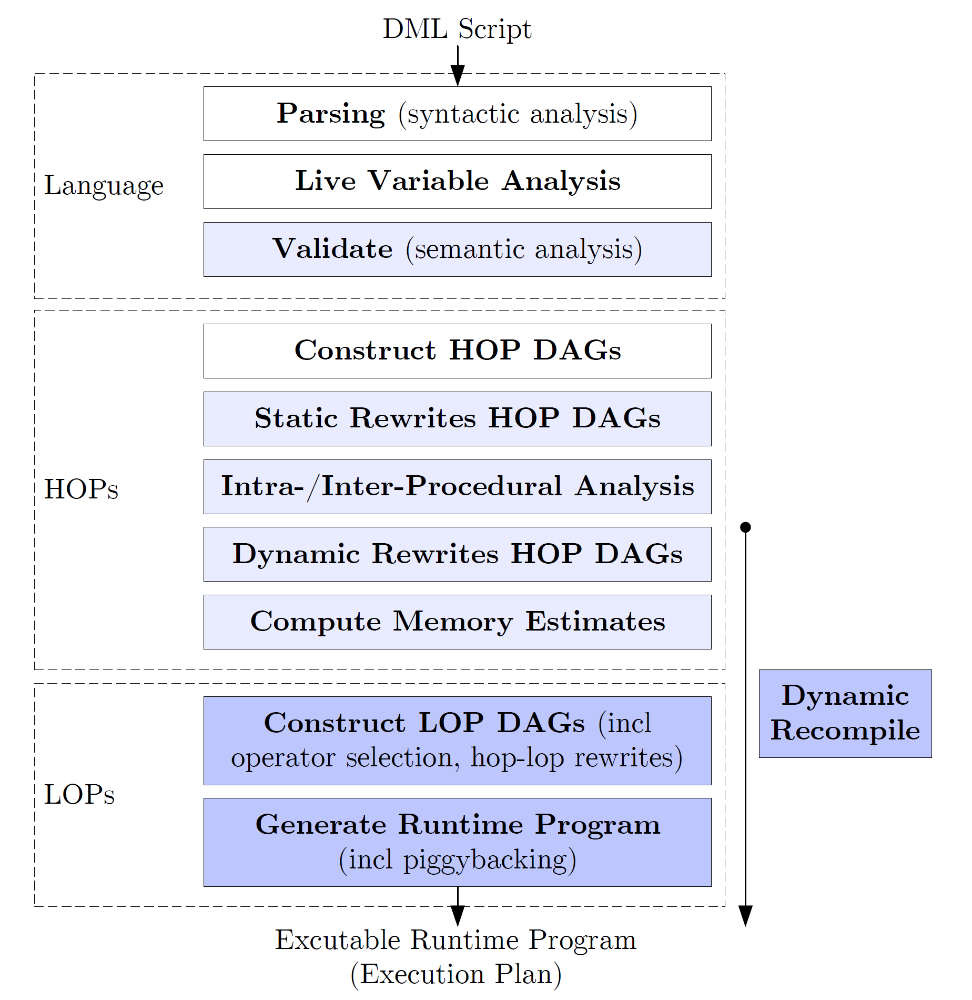 DML Script
Parsing (syntactic analysis)
Language
Live Variable Analysis
Validate (semantic analysis)
HOPs
Construct HOP DAGs
Static Rewrites HOP DAGs
Intra-/Inter-Procedural Analysis
Dynamic Rewrites HOP DAGs
Compute Memory Estimates
LOPs
Construct LOP DAGs (incl
operator selection, hop-lop rewrites)
Generate Runtime Program
(incl piggybacking)
Dynamic
Recompile
Excutable Runtime Program
(Execution Plan)